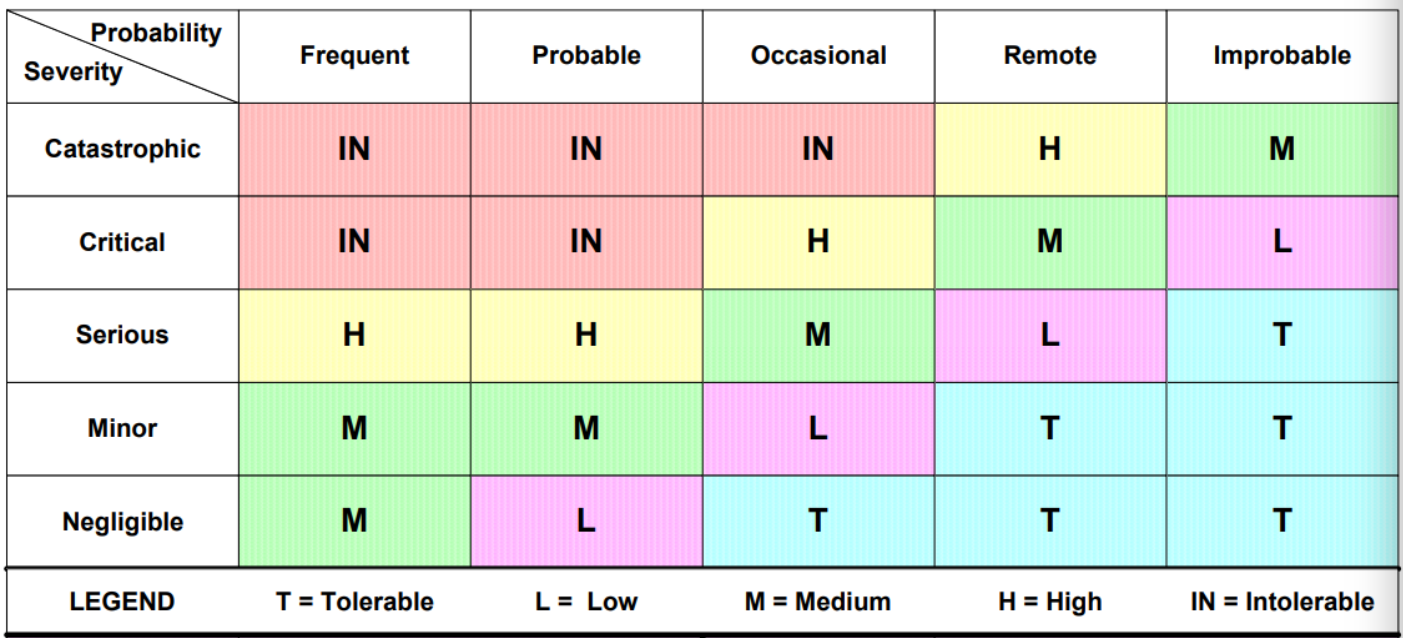 Probability
Severity
Frequent Probable Occasional Remote Improbable
Catastrophic IN IN IN H M
Critical IN IN H M L
Serious H H M L T
Minor M M L T T
Negligible M L T T T
LEGEND T = Tolerable L = Low M = Medium H = High IN = Intolerable